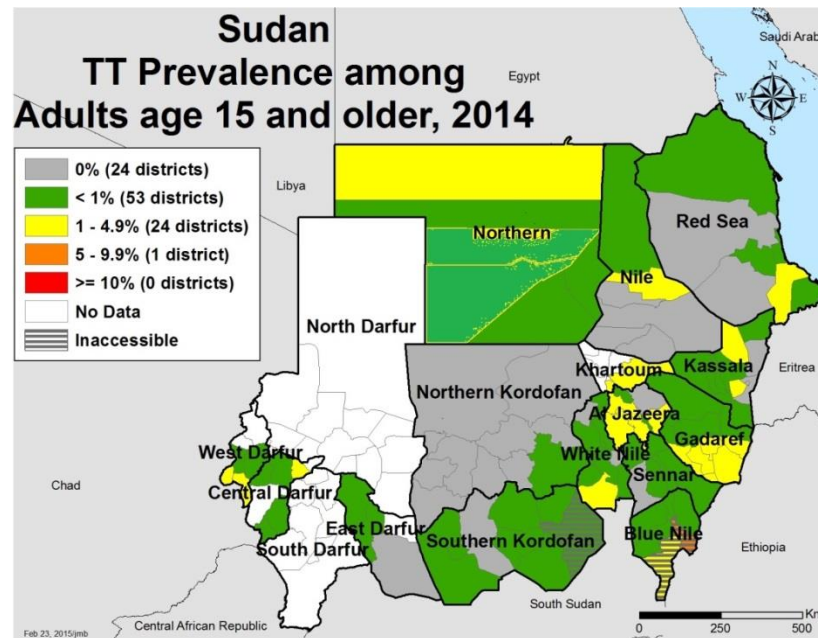 Sudan
TT Prevalence among
Adults age 15 and older, 2014
0% (24 districts)
< 1% (53 districts)
1 - 4.9% (24 districts)
5 - 9.9% (1 district)
>= 10% (0 districts)
No Data
Inaccessible
Saudi Arab
Egypt
Libya
N
W
E
S
Red Sea
Northern
Nile
North Darfur
Khartoum
Kassala
Eritrea
Northern Kordofan
Al Jazeera
Gadaref
West Darfur
White Nile
Sennar
Chad
Central Darfur
East Darfur
South Darfur
Southern Kordofan
Blue Nile
Ethiopia
South Sudan
Central African Republic
Km
0 250 500
Feb 23, 2015/jmb